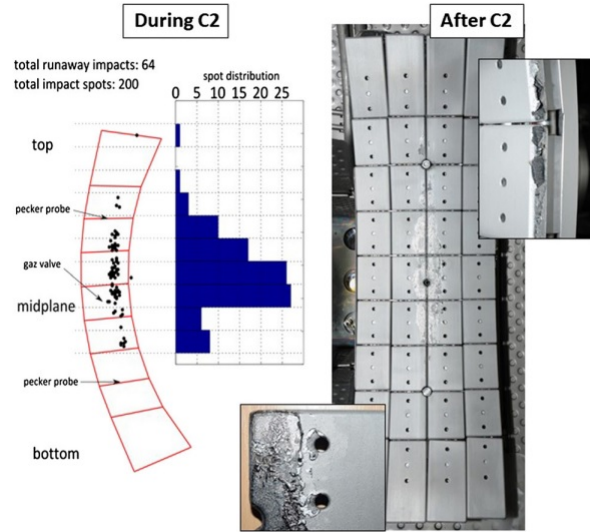 During C2
After C2
total runaway impacts: 64
total impact spots: 200
spot distribution
0 5 10 15 20 25
top
pecker probe
gaz valve
midplane
pecker probe
bottom